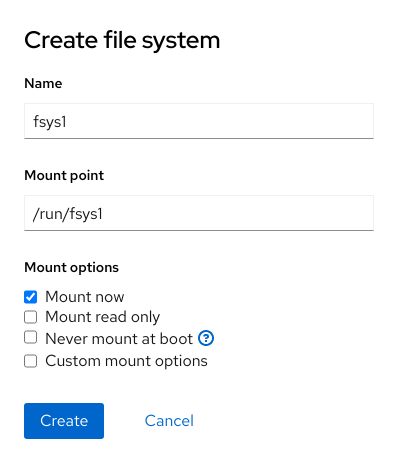 Create file system
Name
fsys1
Mount point
/run/fsys1
Mount options
Mount now
Mount read only
Never mount at boot ?
Custom mount options
Create Cancel